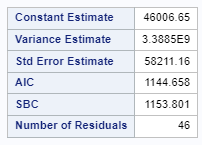 Constant Estimate 46006.65
Variance Estimate 3.3885E9
Std Error Estimate 58211.16
AIC 1144.658
SBC 1153.801
Number of Residuals 46